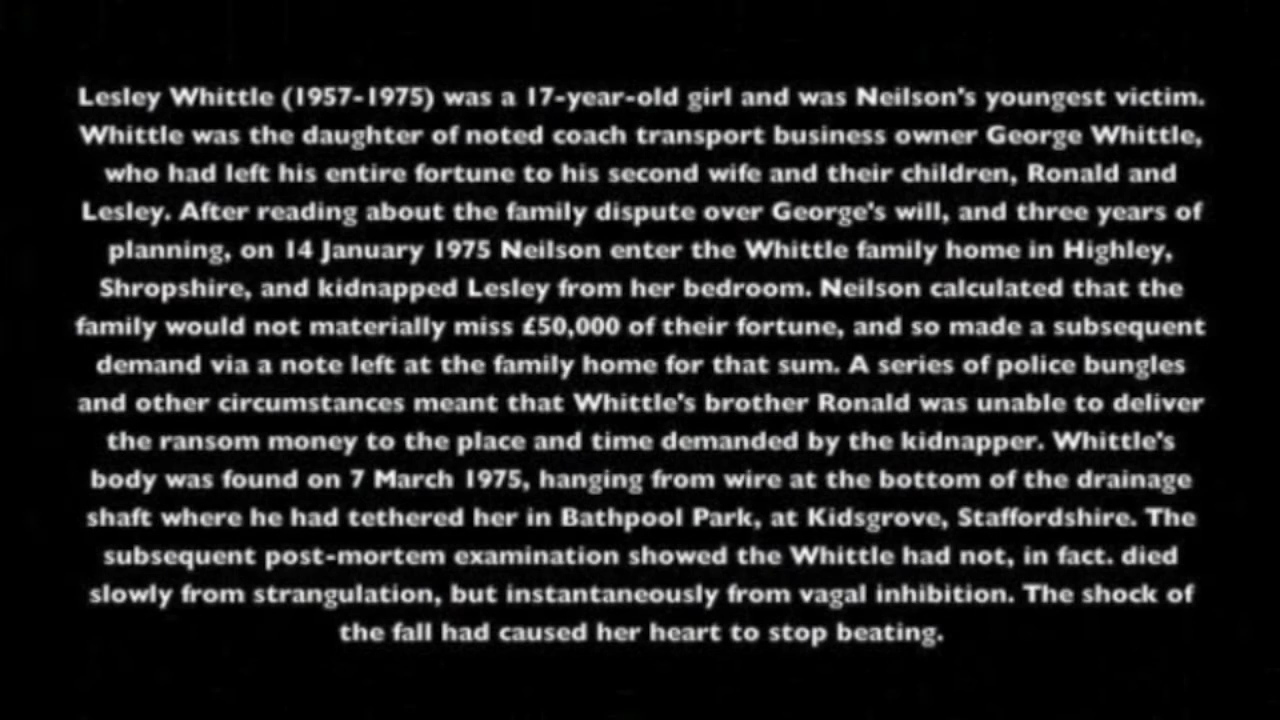 Lesley Whittle (1957-1975) was a 17-year-old girl and was Neilson's youngest victim.
Whittle was the daughter of noted coach transport business owner George Whittle,
who had left his entire fortune to his second wife and their children, Ronald and
Lesley. After reading about the family dispute over George's will, and three years of
planning, on 14 January 1975 Neilson enter the Whittle family home in Highley,
Shropshire, and kidnapped Lesley from her bedroom. Neilson calculated that the
family would not materially miss £50,000 of their fortune, and so made a subsequent
demand via a note left at the family home for that sum. A series of police bungles
and other circumstances meant that Whittle's brother Ronald was unable to deliver
the ransom money to the place and time demanded by the kidnapper. Whittle's
body was found on 7 March 1975, hanging from wire at the bottom of the drainage
shaft where he had tethered her in Bathpool Park, at Kidsgrove, Staffordshire. The
subsequent post-mortem examination showed the Whittle had not, in fact. died
slowly from strangulation, but instantaneously from vagal inhibition. The shock of
the fall had caused her heart to stop beating.